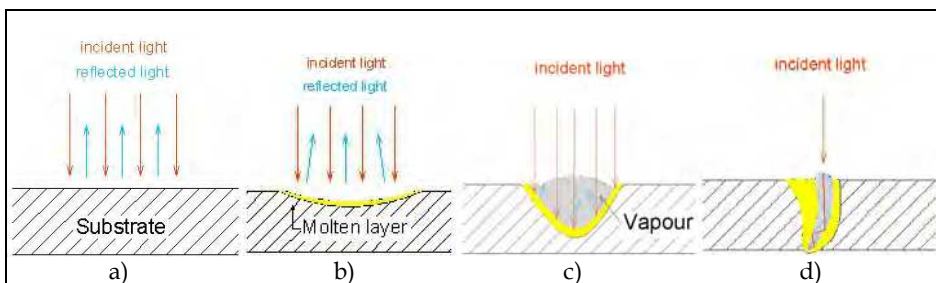 incident light
reflected light
Substrate
a)
incident light
reflected light
Molten layer
b)
incident light
Vapour
c)
incident light
d)